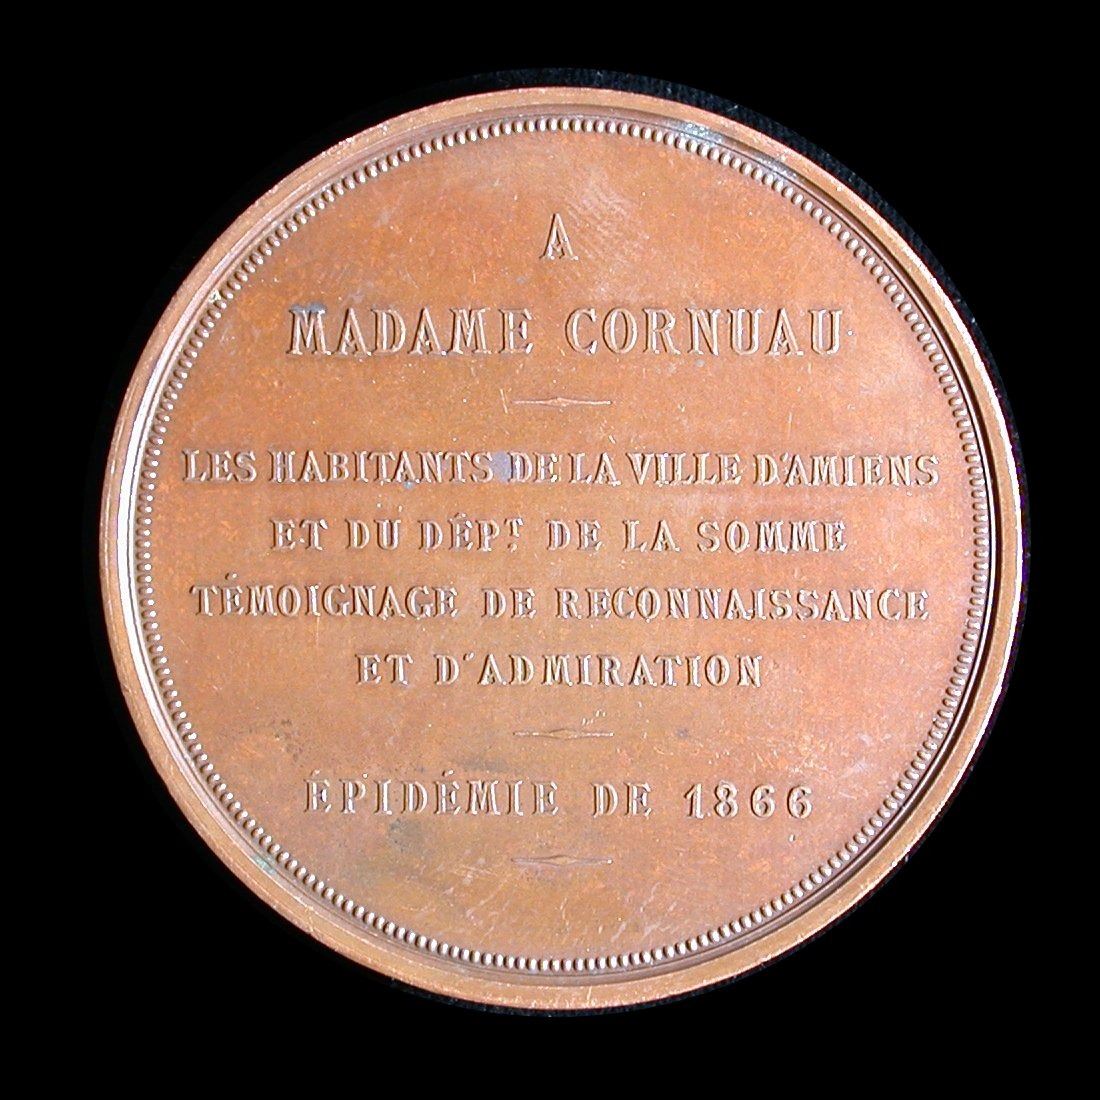 A
MADAME CORNUAU
LES HABITANTS DE LA VILLE D'AMIENS
ET DU DÉPT DE LA SOMME
TÉMOIGNAGE DE RECONNAISSANCE
ET D'ADMIRATION
ÉPIDÉMIE DE 1866